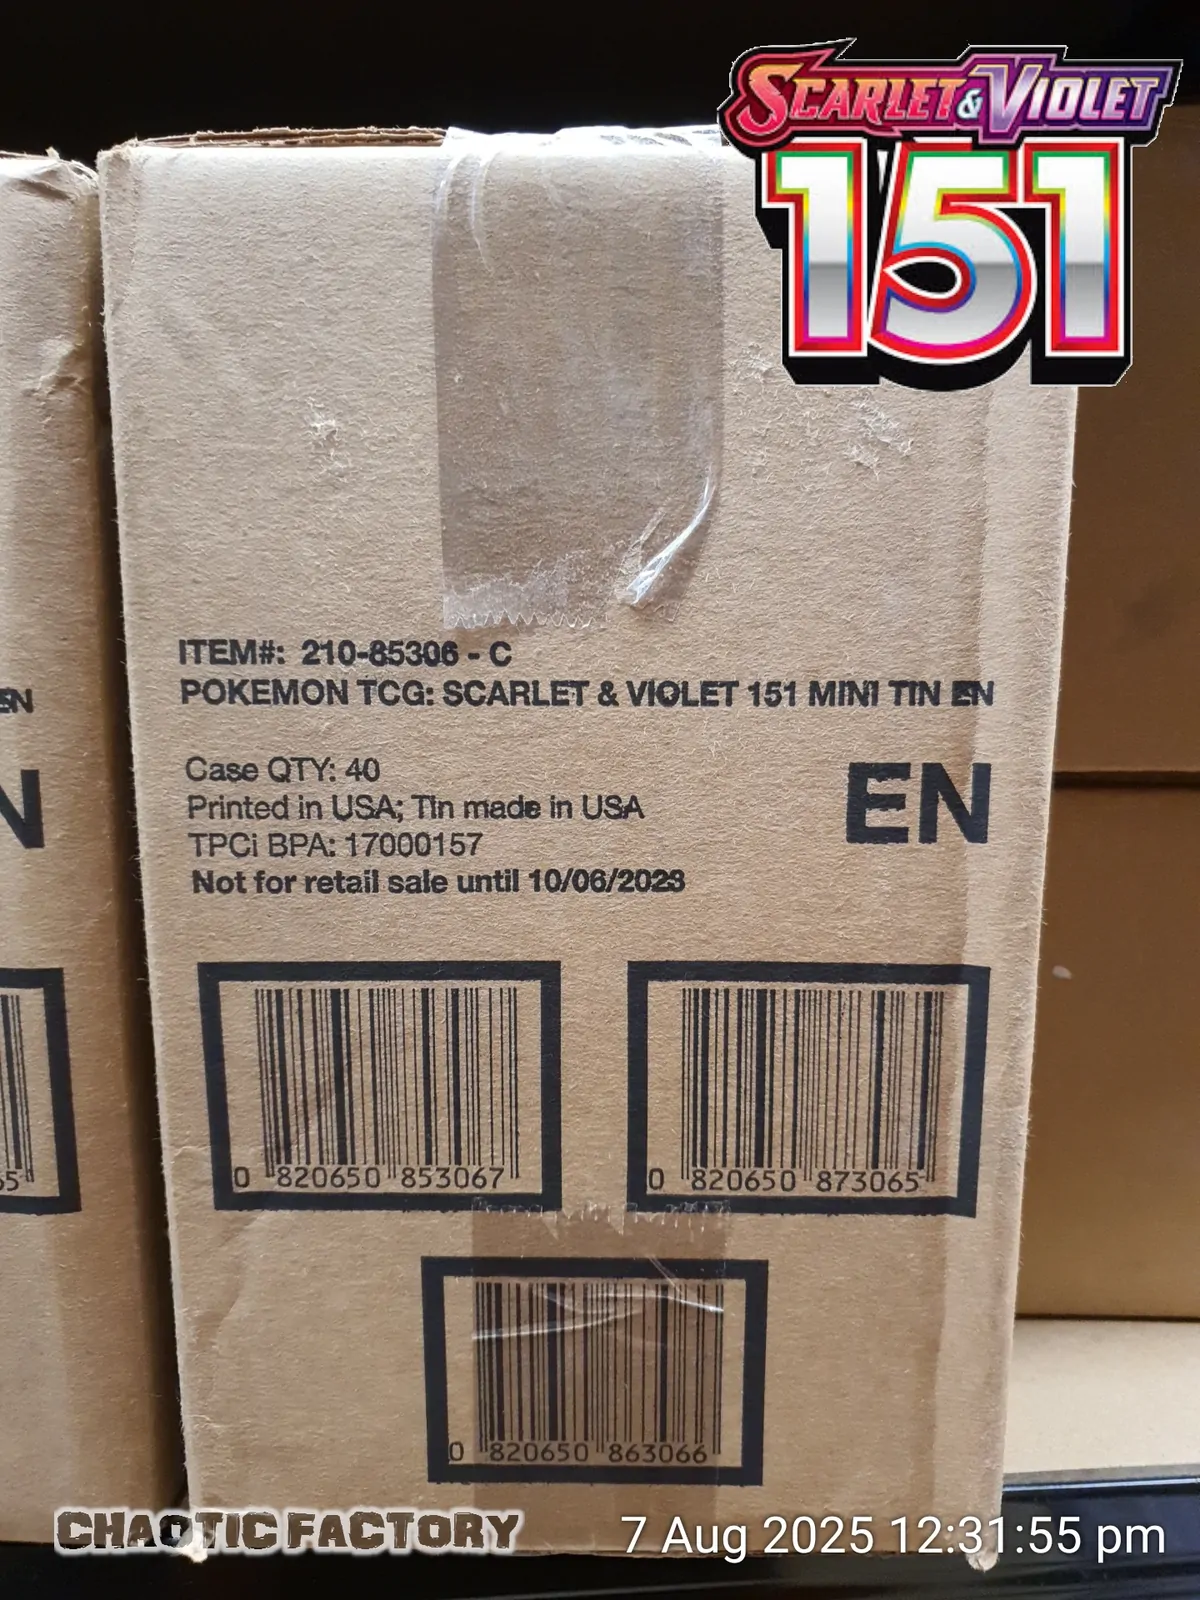 SCARLET & VIOLET
151
ITEM#: 210-85306 - C
POKEMON TCG: SCARLET & VIOLET 151 MINI TIN EN
EN
Case QTY: 40
Printed in USA; Tin made in USA
TPCi BPA: 17000157
Not for retail sale until 10/06/2023
EN
N
0 820650 853067
0 820650 873065
65
0 820650 863066
CHAOTIC FACTORY
7 Aug 2025 12:31:55 pm